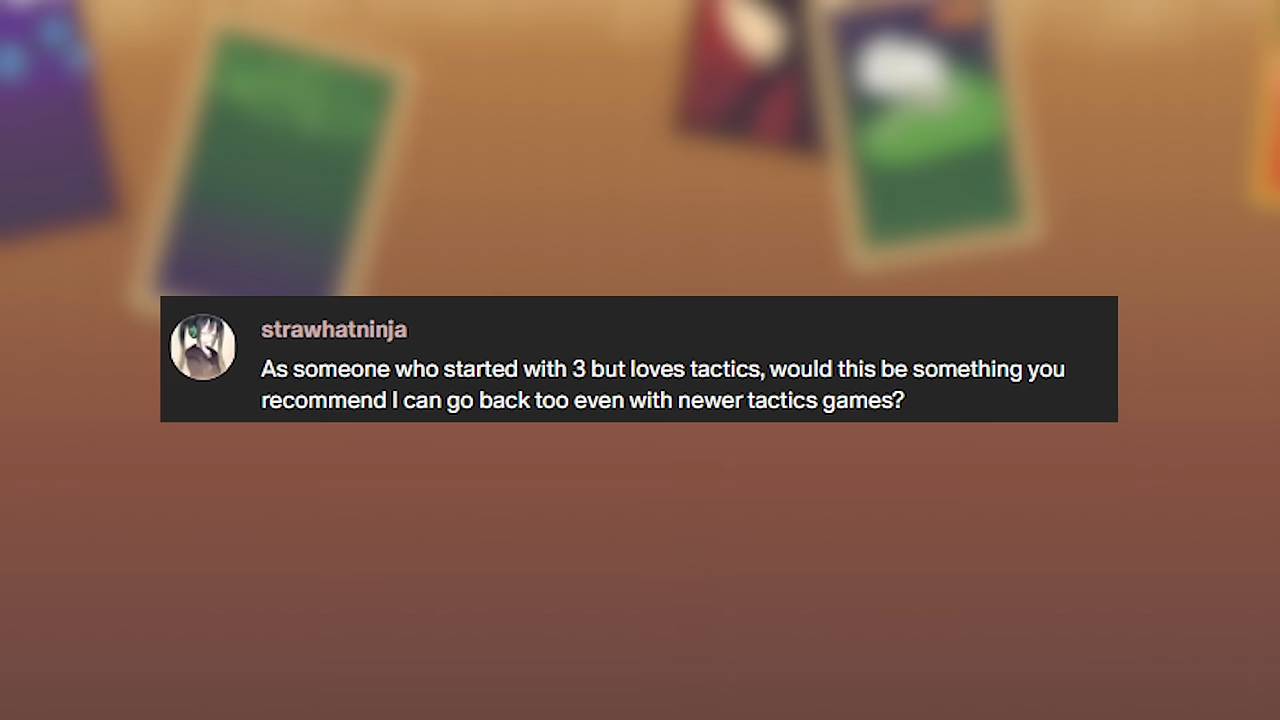 strawhatninja
As someone who started with 3 but loves tactics, would this be something you
recommend I can go back too even with newer tactics games?